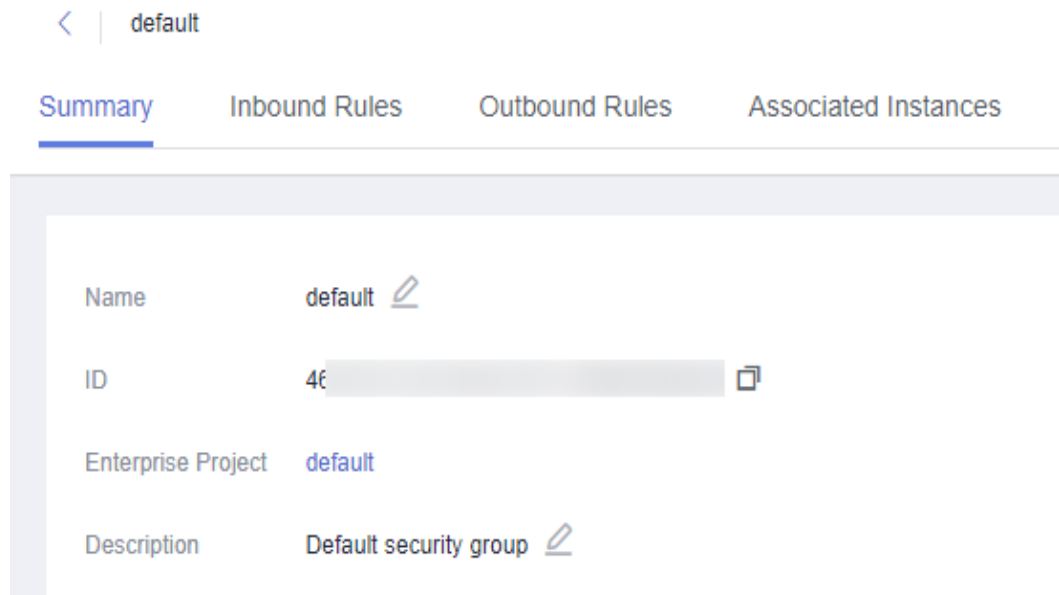 default
Summary Inbound Rules Outbound Rules Associated Instances
Name default
ID 46
Enterprise Project default
Description Default security group